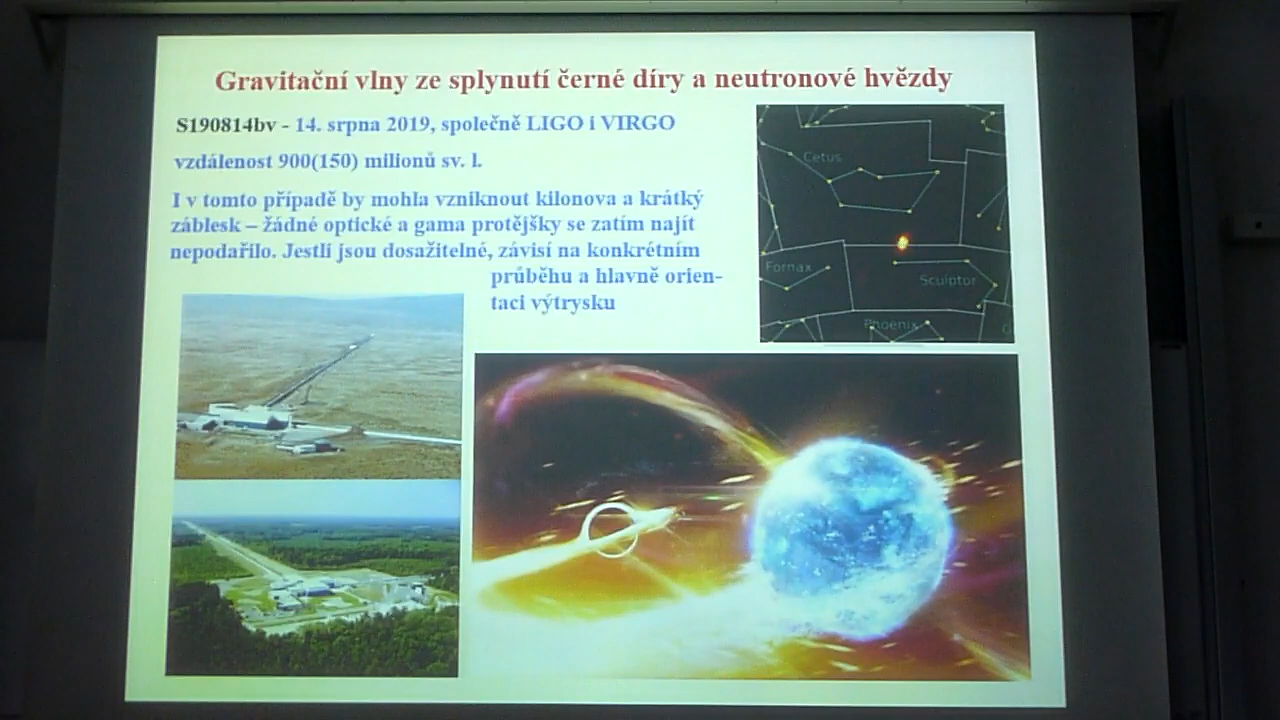 Gravitační vlny ze splynutí černé díry a neutronové hvězdy
S190814bv - 14. srpna 2019, společně LIGO i VIRGO
vzdálenost 900(150) milionů sv. l.
I v tomto případě by mohla vzniknout kilonova a krátký
záblesk – žádné optické a gama protějšky se zatím najít
nepodařilo. Jestli jsou dosažitelné, závisí na konkrétním
průběhu a hlavně orien-
taci výtrysku
Cetus
Fornax
Sculptor
Phoenix